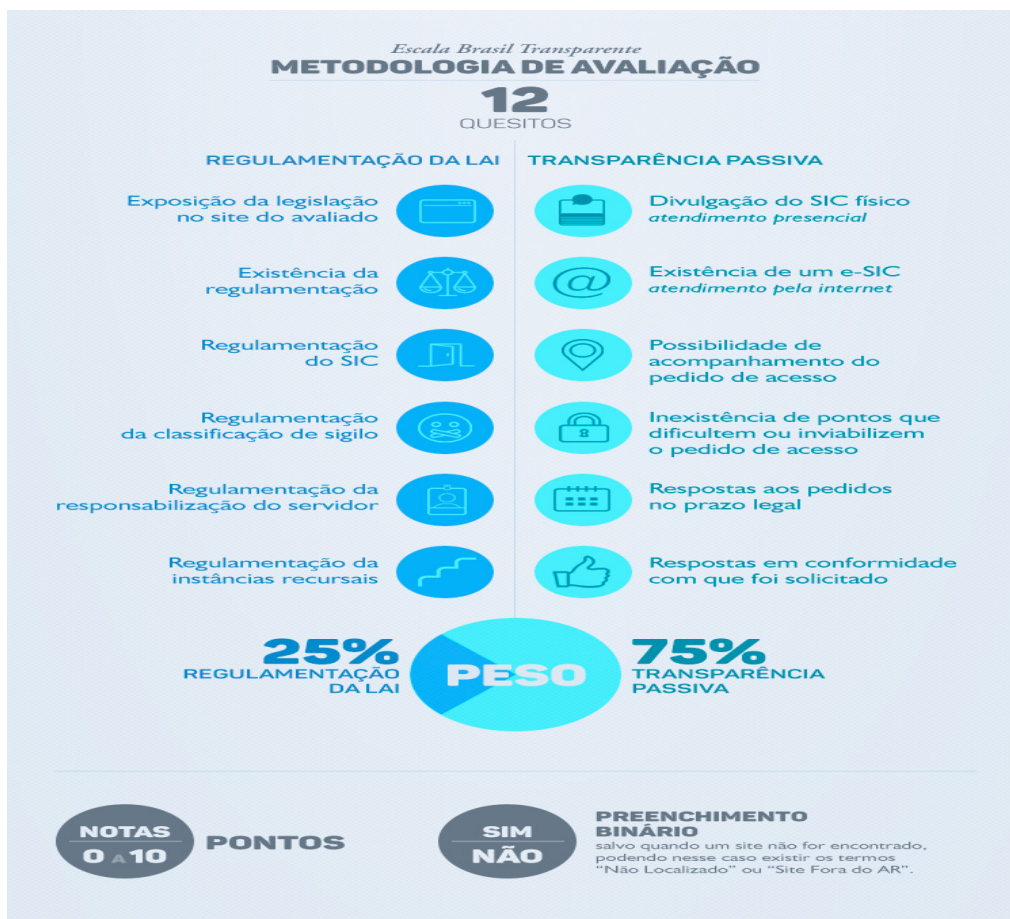 Escala Brasil Transparente
METODOLOGIA DE AVALIAÇÃO
12
QUESITOS
REGULAMENTAÇÃO DA LAI
Exposição da legislação
no site do avaliado
Existência da
regulamentação
Regulamentação
do SIC
Regulamentação
da classificação de sigilo
Regulamentação da
responsabilização do servidor
Regulamentação da
instâncias recursais
TRANSPARÊNCIA PASSIVA
Divulgação do SIC físico
atendimento presencial
Existência de um e-SIC
atendimento pela internet
Possibilidade de
acompanhamento do
pedido de acesso
Inexistência de pontos que
dificultem ou inviabilizem
o pedido de acesso
Respostas aos pedidos
no prazo legal
Respostas em conformidade
com que foi solicitado
25%
REGULAMENTAÇÃO
DA LAI
PESO
75%
TRANSPARÊNCIA
PASSIVA
NOTAS
0 A 10
PONTOS
SIM
NÃO
PREENCHIMENTO
BINÁRIO
salvo quando um site não for encontrado,
podendo nesse caso existir os termos
“Não Localizado” ou “Site Fora do AR”.